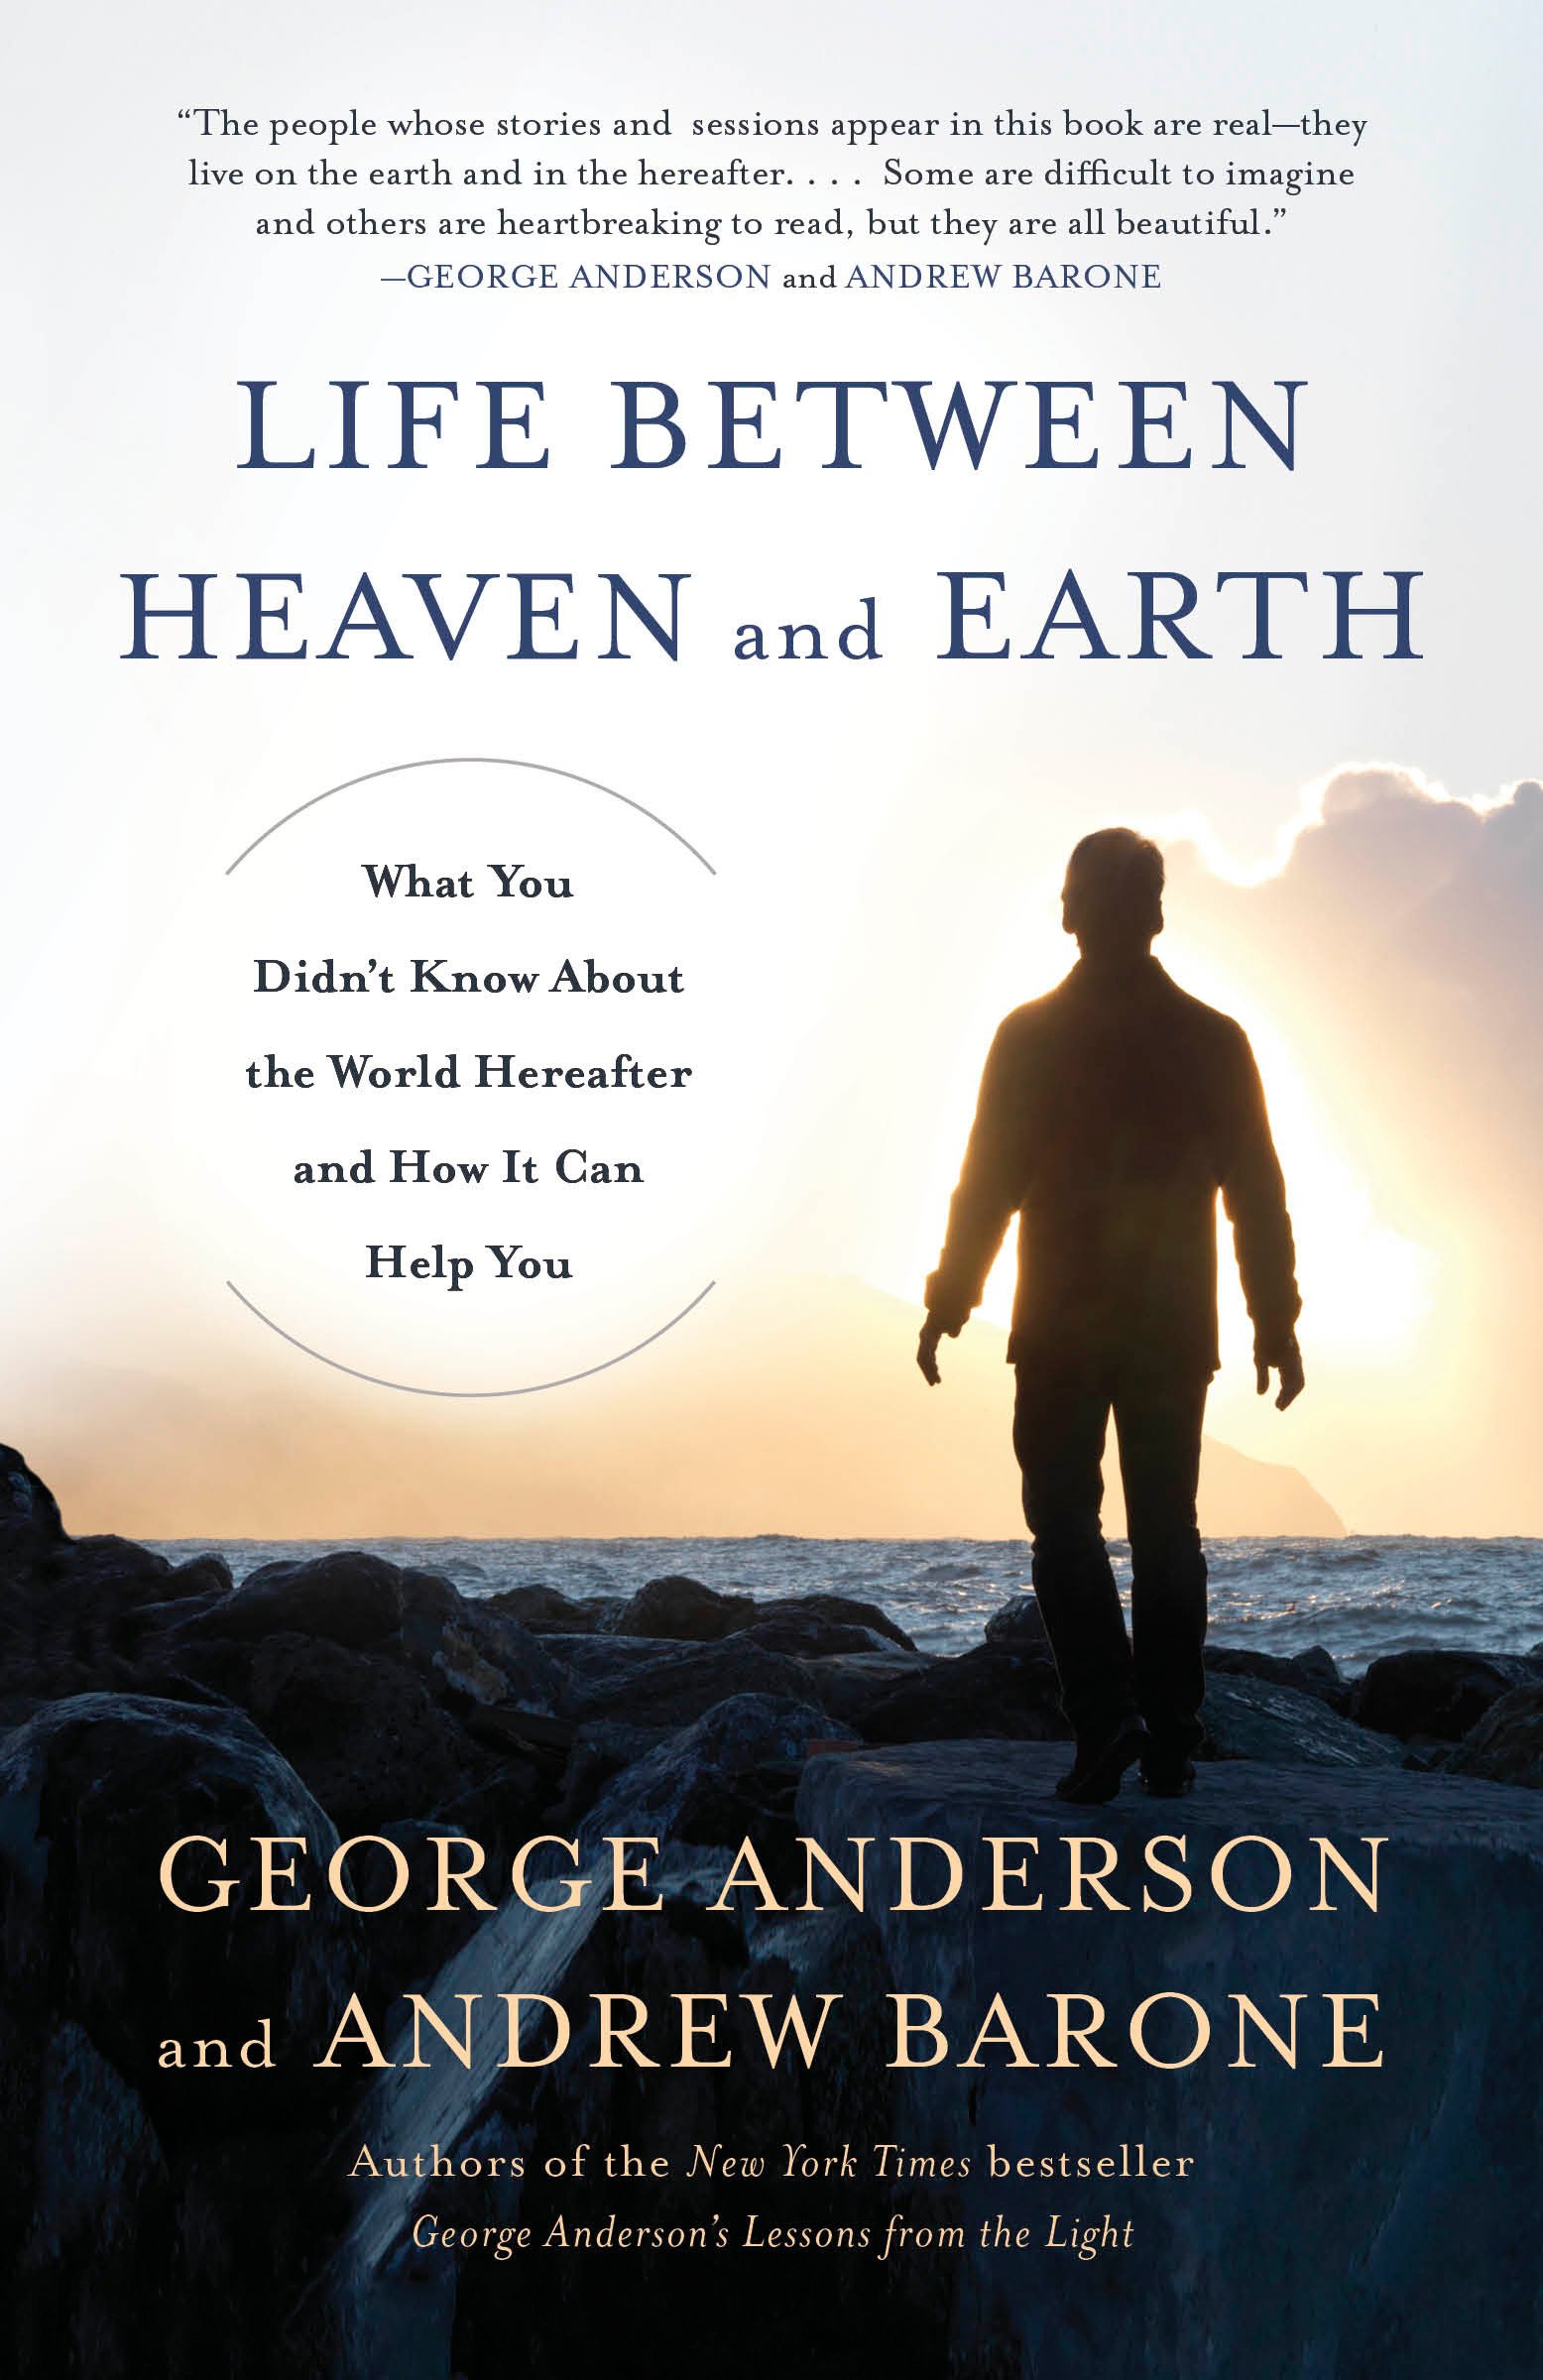 “The people whose stories and sessions appear in this book are real—they
live on the earth and in the hereafter. . . . Some are difficult to imagine
and others are heartbreaking to read, but they are all beautiful.”
—GEORGE ANDERSON and ANDREW BARONE
LIFE BETWEEN
HEAVEN and EARTH
What You
Didn’t Know About
the World Hereafter
and How It Can
Help You
GEORGE ANDERSON
and ANDREW BARONE
Authors of the New York Times bestseller
George Anderson’s Lessons from the Light